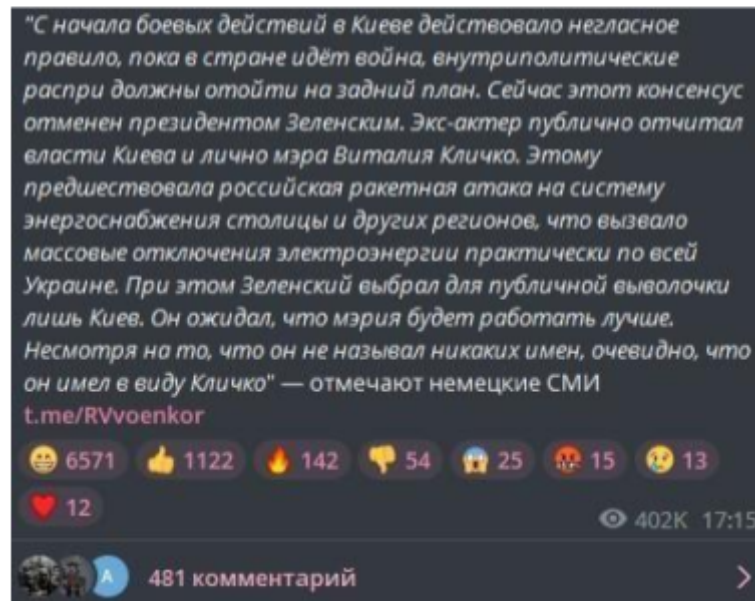 "С начала боевых действий в Киеве действовало негласное
правило, пока в стране идёт война, внутриполитические
распри должны отойти на задний план. Сейчас этот консенсус
отменен президентом Зеленским. Экс-актер публично отчитал
власти Киева и лично мэра Виталия Кличко. Этому
предшествовала российская ракетная атака на систему
энергоснабжения столицы и других регионов, что вызвало
массовые отключения электроэнергии практически по всей
Украине. При этом Зеленский выбрал для публичной выволочки
лишь Киев. Он ожидал, что мэрия будет работать лучше.
Несмотря на то, что он не называл никаких имен, очевидно, что
он имел в виду Кличко" — отмечают немецкие СМИ
t.me/RVvoenkor
6571 1122 142 54 25 15 13
12
402K 17:15
А
481 комментарий